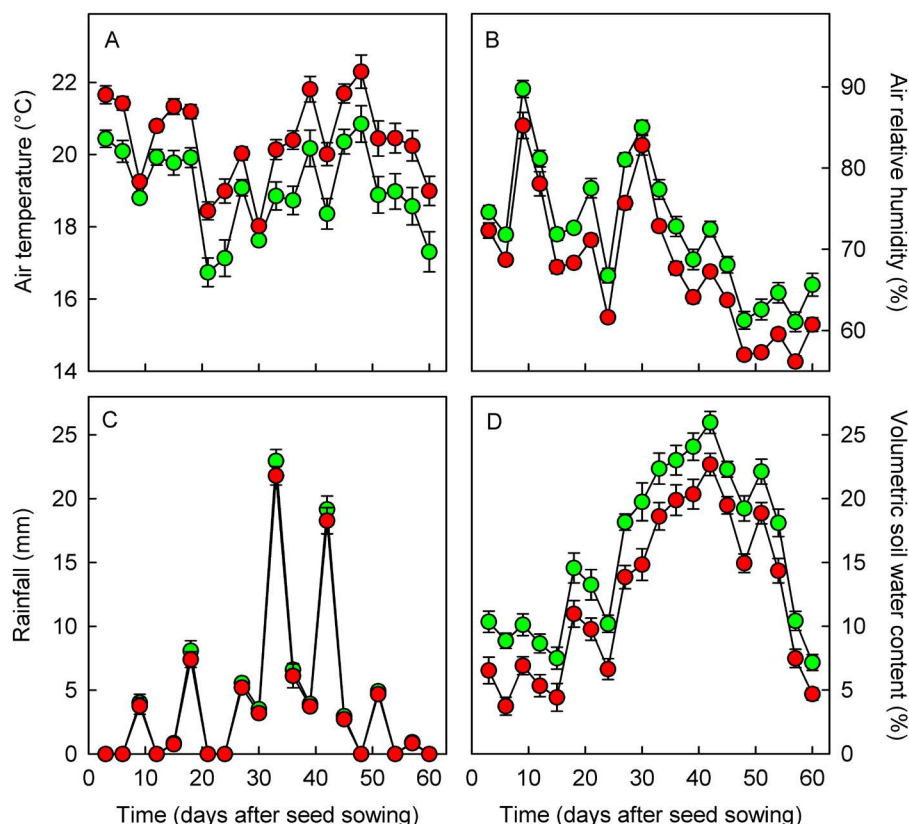 A
B
22
20
18
16
14
Air temperature (°C)
90
80
70
60
Air relative humidity (%)
C
D
25
20
15
10
5
0
Rainfall (mm)
25
20
15
10
5
0
Volumetric soil water content (%)
0 10 20 30 40 50 60
0 10 20 30 40 50 60
Time (days after seed sowing)
Time (days after seed sowing)